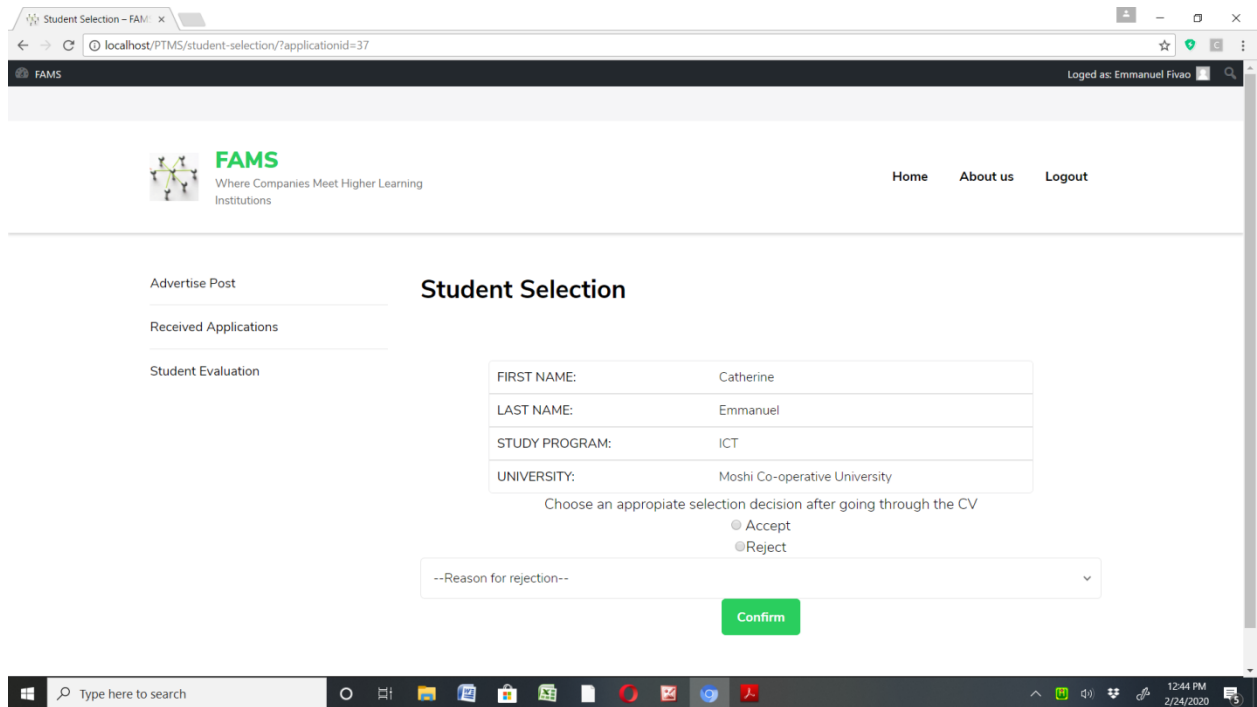 Student Selection – FAM
localhost/PTMS/student-selection/?applicationid=37
FAMS
Loged as: Emmanuel Fivao
FAMS
Where Companies Meet Higher Learning
Institutions
Home About us Logout
Advertise Post
Received Applications
Student Evaluation
Student Selection
FIRST NAME: Catherine
LAST NAME: Emmanuel
STUDY PROGRAM: ICT
UNIVERSITY: Moshi Co-operative University
Choose an appropiate selection decision after going through the CV
Accept
Reject
--Reason for rejection--
Confirm
Type here to search
12:44 PM
2/24/2020
5